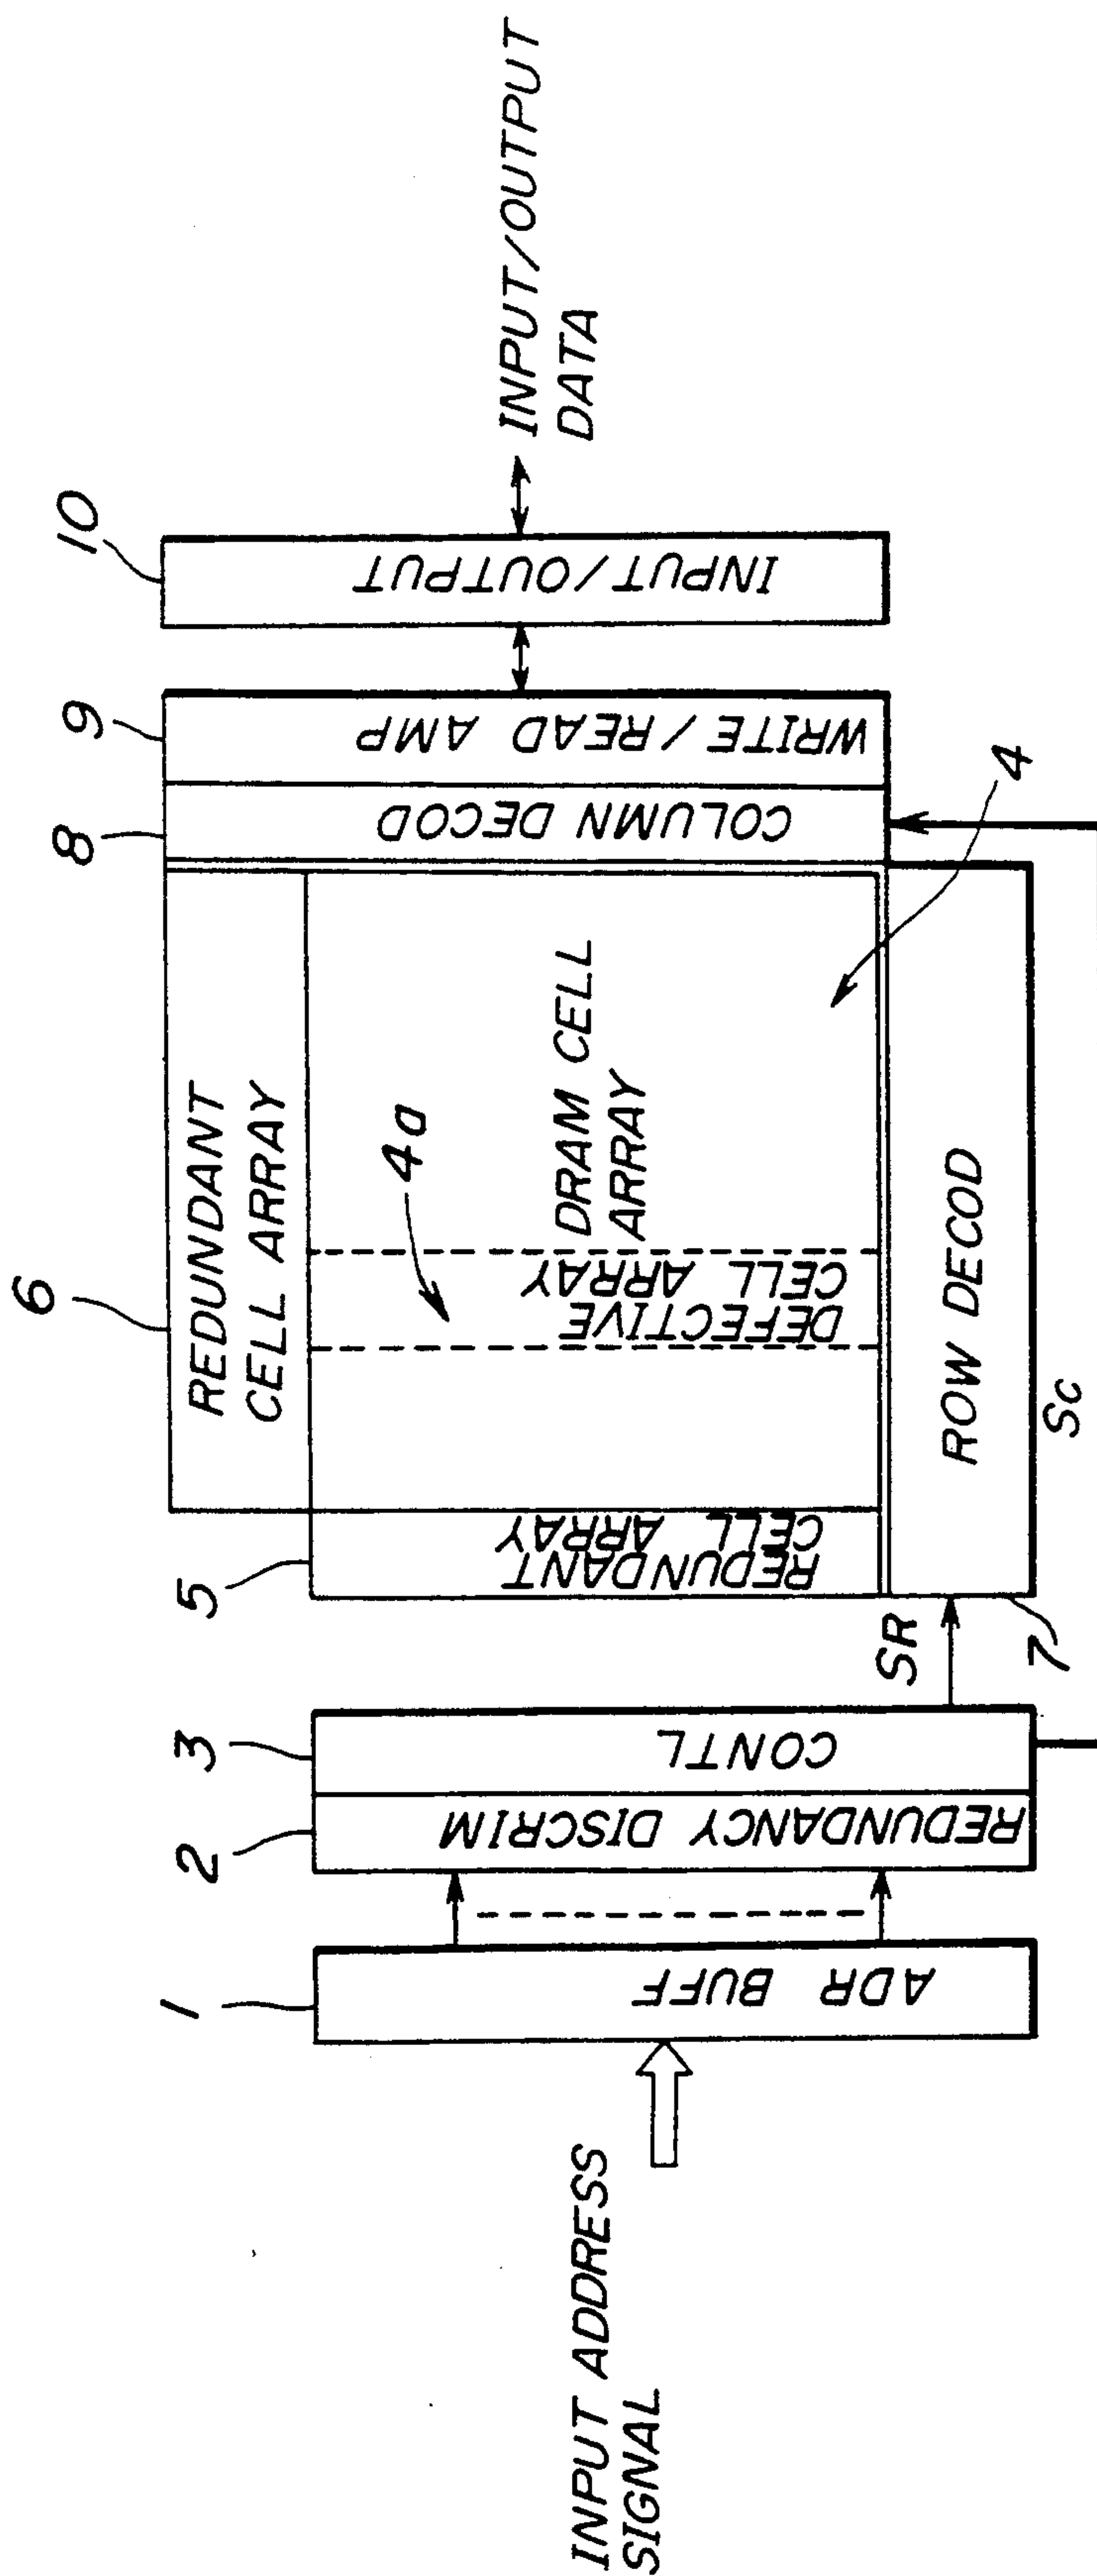 INPUT ADDRESS
SIGNAL
1
ADR BUFF
2
REDUNDANCY DISCRIM
3
CONTL
SR
5
REDUNDANT
CELL ARRAY
6
REDUNDANT
CELL ARRAY
4a
DEFECTIVE
CELL ARRAY
DRAM CELL
ARRAY
4
7
ROW DECOD
Sc
8
COLUMN DECOD
9
WRITE/READ AMP
10
INPUT/OUTPUT
INPUT/OUTPUT
DATA